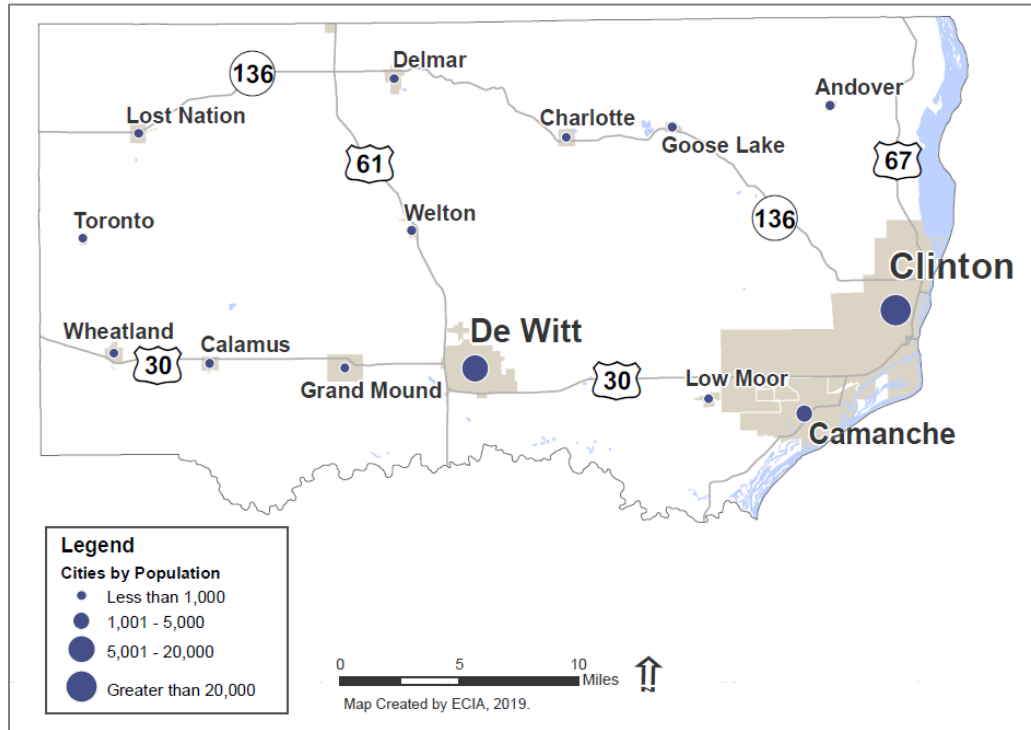 Delmar
136
Andover
Lost Nation
Charlotte
Goose Lake
61
67
Toronto
Welton
136
Clinton
De Witt
Wheatland
30
Calamus
Grand Mound
30
Low Moor
Camanche
Legend
Cities by Population
Less than 1,000
1,001 - 5,000
5,001 - 20,000
Greater than 20,000
0
5
10
Miles
N
Map Created by ECIA, 2019.